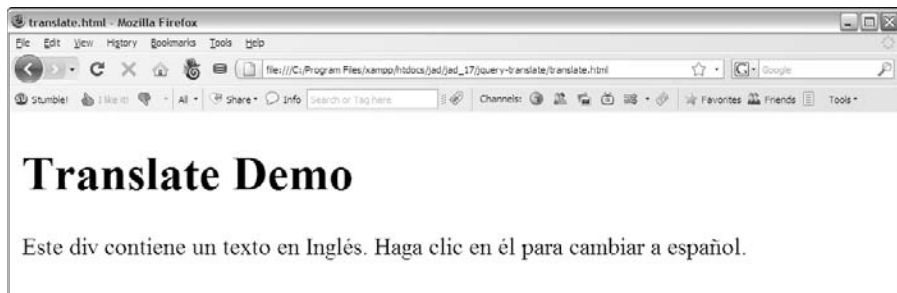 translate.html - Mozilla Firefox
File Edit View History Bookmarks Tools Help
file:///C:/Program Files/xampp/htdocs/jad/jad_17/jquery-translate/translate.html G Google
Stumble! I like it! All Share Info Search or Tag here Channels: Favorites Friends Tools
Translate Demo
Este div contiene un texto en Inglés. Haga clic en él para cambiar a español.